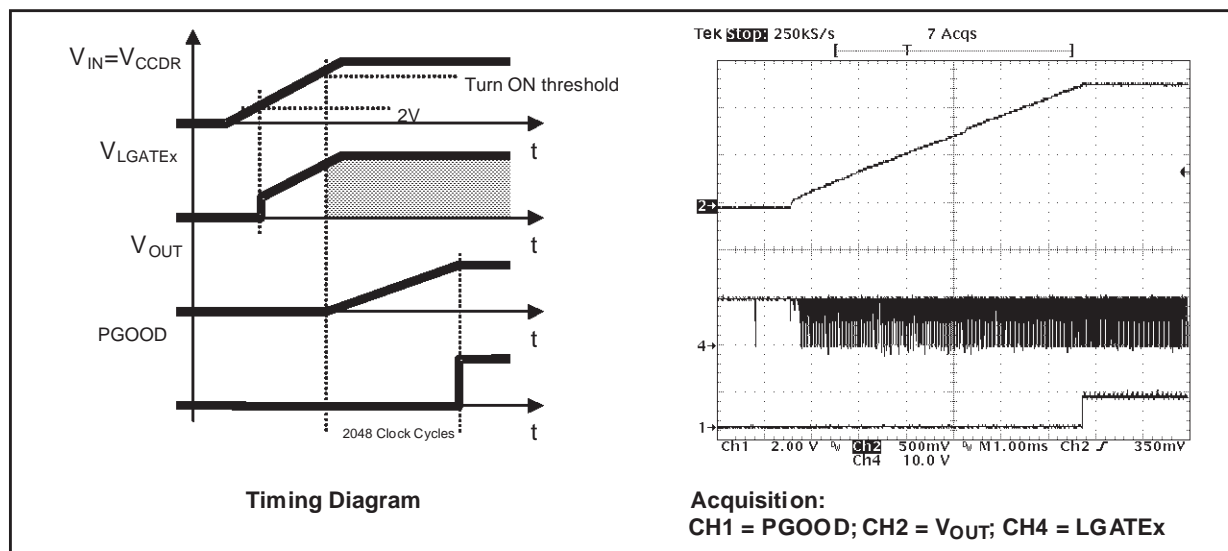 V_IN=V_CCDR
Turn ON threshold
2V
t
V_LGATEx
t
V_OUT
t
PGOOD
2048 Clock Cycles
t
Timing Diagram
Tek Stop: 250kS/s 7 Acqs
[ T ]
2→
4→
1→
Ch1 2.00 V Ch2 500mV M 1.00ms Ch2 350mV
Ch4 10.0 V
Acquisition:
CH1 = PGOOD; CH2 = V_OUT; CH4 = LGATEx